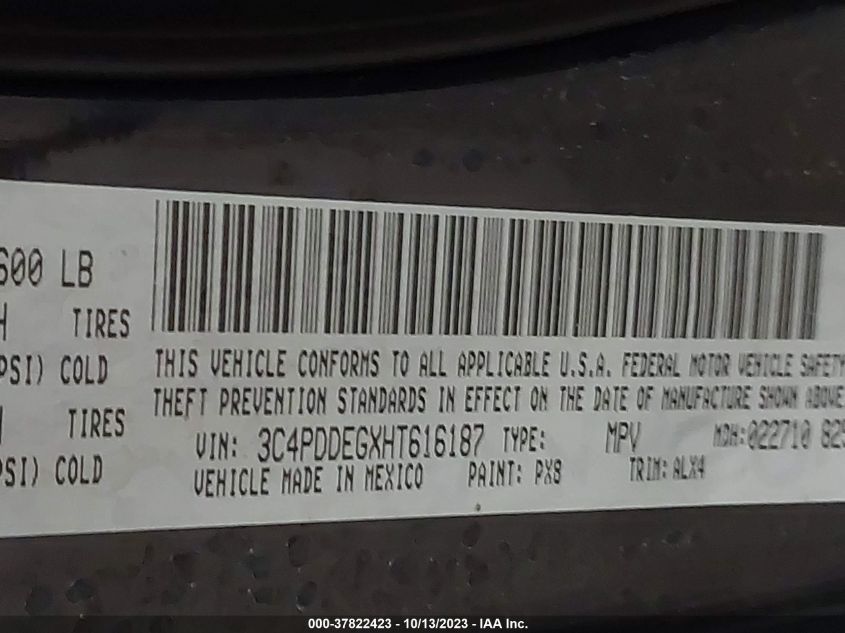 600 LB
TIRES
PSI) COLD
TIRES
PSI) COLD
THIS VEHICLE CONFORMS TO ALL APPLICABLE U.S.A. FEDERAL MOTOR VEHICLE SAFETY
THEFT PREVENTION STANDARDS IN EFFECT ON THE DATE OF MANUFACTURE SHOWN ABOVE
VIN: 3C4PDDEGXHT616187 TYPE: MPV MDH: 022710 825
VEHICLE MADE IN MEXICO PAINT: PX8 TRIM: ALX4
000-37822423 - 10/13/2023 - IAA Inc.